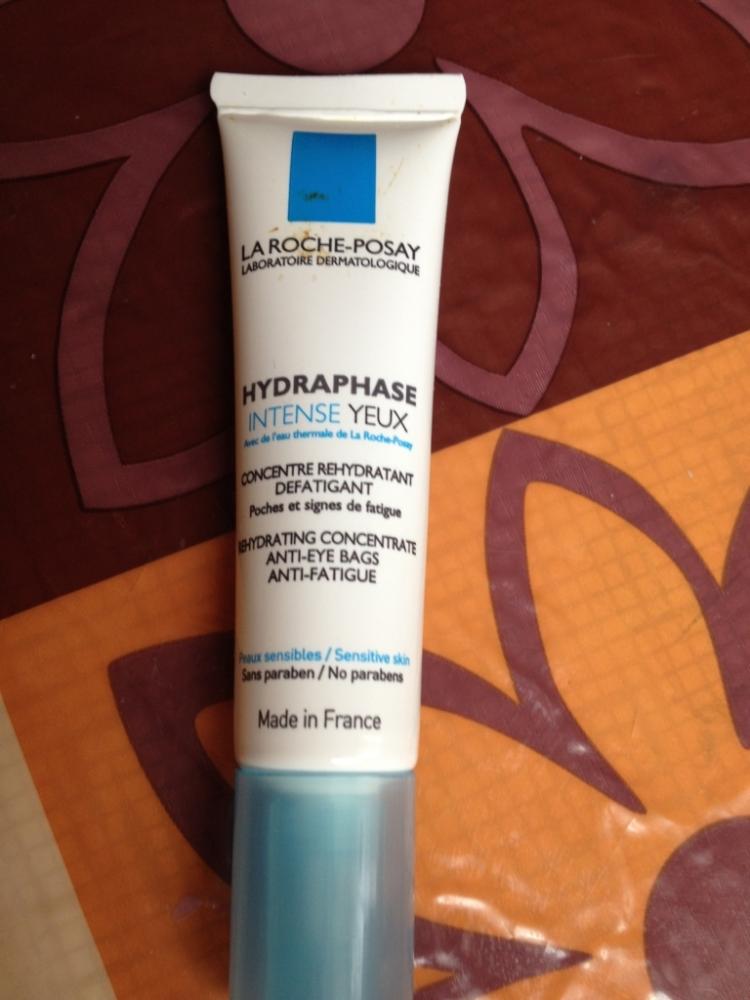 LA ROCHE-POSAY
LABORATOIRE DERMATOLOGIQUE
HYDRAPHASE
INTENSE YEUX
Avec de l'eau thermale de La Roche-Posay
CONCENTRE REHYDRATANT
DEFATIGANT
Poches et signes de fatigue
REHYDRATING CONCENTRATE
ANTI-EYE BAGS
ANTI-FATIGUE
Peaux sensibles / Sensitive skin
Sans paraben / No parabens
Made in France